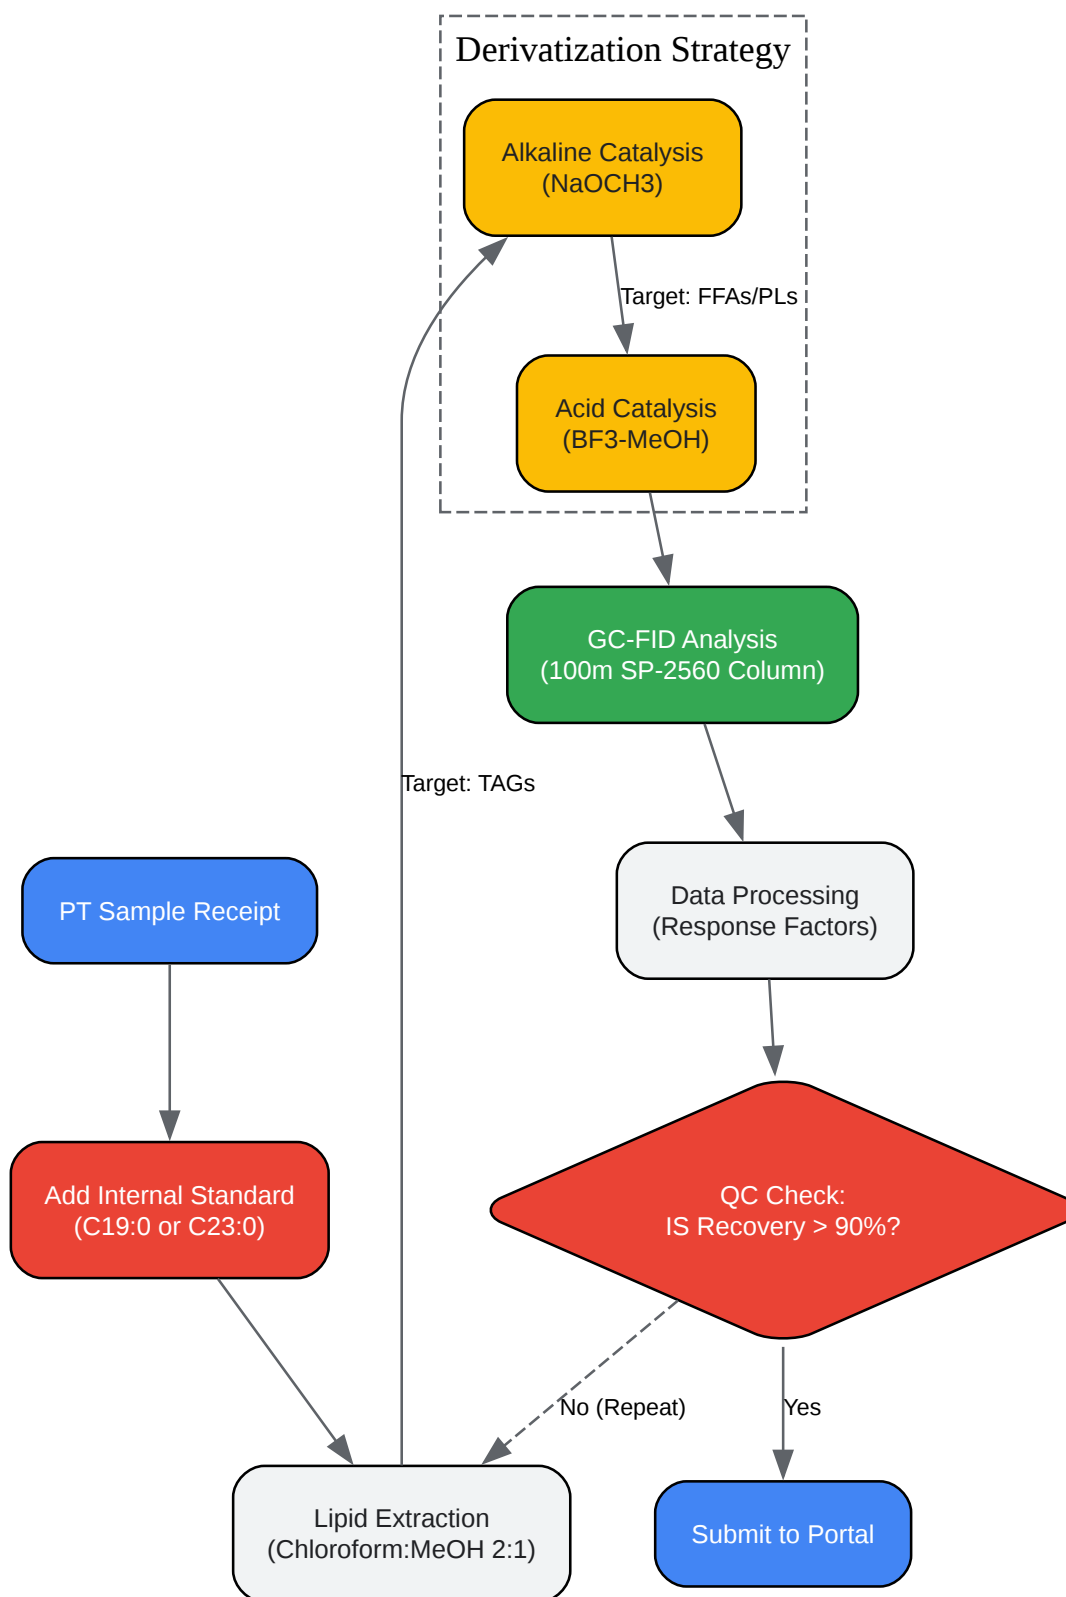 Derivatization Strategy
Alkaline Catalysis
(NaOCH3)
Target: FFAs/PLs
Acid Catalysis
(BF3-MeOH)
GC-FID Analysis
(100m SP-2560 Column)
Target: TAGs
PT Sample Receipt
Data Processing
(Response Factors)
Add Internal Standard
(C19:0 or C23:0)
QC Check:
IS Recovery > 90%?
No (Repeat)
Yes
Lipid Extraction
(Chloroform:MeOH 2:1)
Submit to Portal